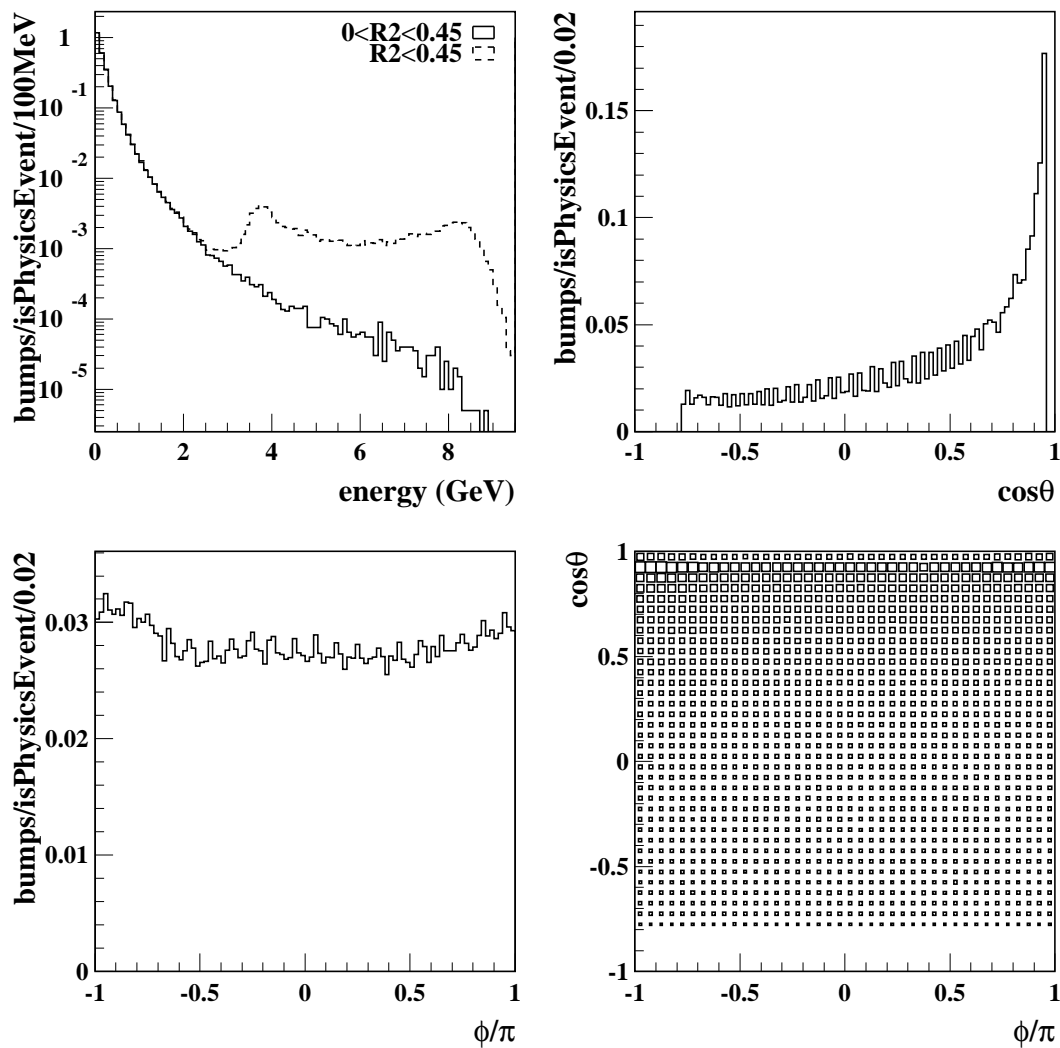 bumps/isPhysicsEvent/100MeV
1
10 -1
10 -2
10 -3
10 -4
10 -5
0<R2<0.45
R2<0.45
0 2 4 6 8
energy (GeV)
bumps/isPhysicsEvent/0.02
0.15
0.1
0.05
0
-1 -0.5 0 0.5 1
cosθ
bumps/isPhysicsEvent/0.02
0.03
0.02
0.01
0
-1 -0.5 0 0.5 1
ϕ/π
cosθ
1
0.5
0
-0.5
-1
-1 -0.5 0 0.5 1
ϕ/π